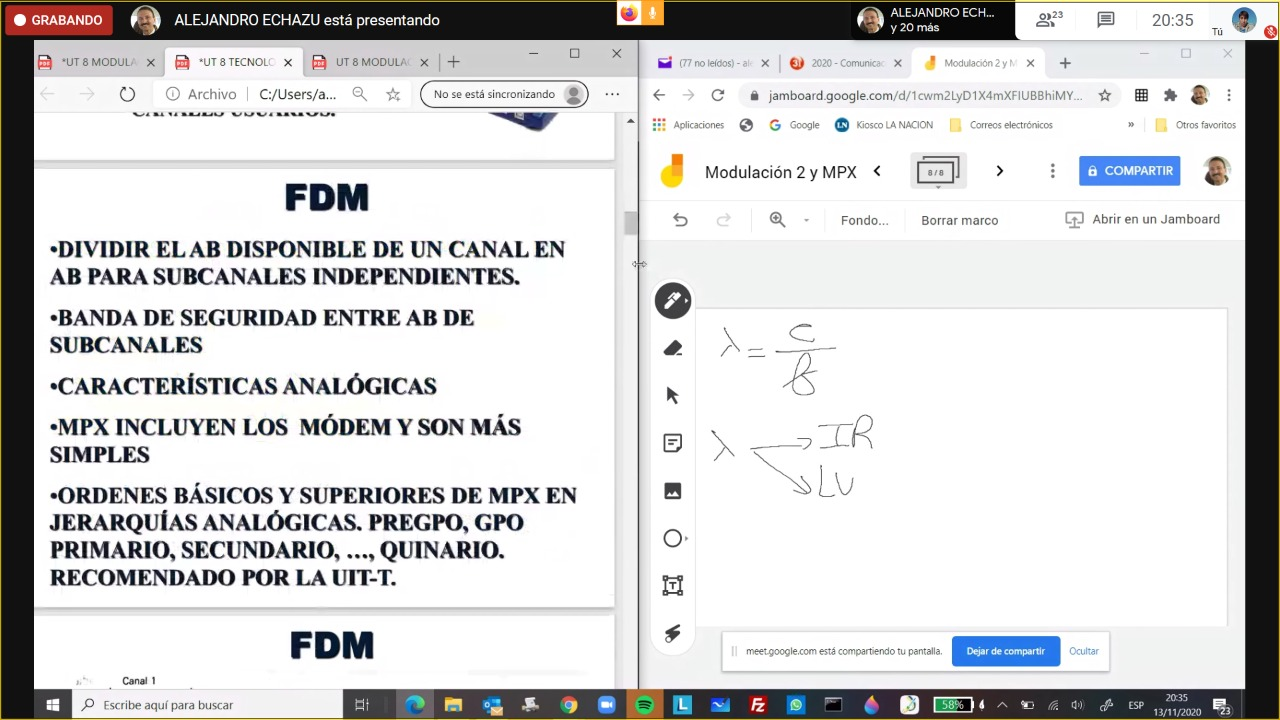 GRABANDO
ALEJANDRO ECHAZU está presentando
ALEJANDRO ECH...
y 20 más
23
20:35
Tú
*UT 8 MODULA
*UT 8 TECNOLO
UT 8 MODULAC
Archivo
C:/Users/a...
No se está sincronizando
CANALES USUARIOS.
FDM
•DIVIDIR EL AB DISPONIBLE DE UN CANAL EN
AB PARA SUBCANALES INDEPENDIENTES.
•BANDA DE SEGURIDAD ENTRE AB DE
SUBCANALES
•CARACTERÍSTICAS ANALÓGICAS
•MPX INCLUYEN LOS MÓDEM Y SON MÁS
SIMPLES
•ORDENES BÁSICOS Y SUPERIORES DE MPX EN
JERARQUÍAS ANALÓGICAS. PREGPO, GPO
PRIMARIO, SECUNDARIO, …, QUINARIO.
RECOMENDADO POR LA UIT-T.
FDM
Canal 1
(77 no leídos) - ale
2020 - Comunicac
Modulación 2 y M
jamboard.google.com/d/1cwm2LyD1X4mXFIUBBhiMY...
Aplicaciones
Google
LN
Kiosco LA NACION
Correos electrónicos
»
Otros favoritos
Modulación 2 y MPX
8 / 8
COMPARTIR
Fondo...
Borrar marco
Abrir en un Jamboard
λ = c
f
λ → IR
→ LV
meet.google.com está compartiendo tu pantalla.
Dejar de compartir
Ocultar
Escribe aquí para buscar
58%
ESP
20:35
13/11/2020
23